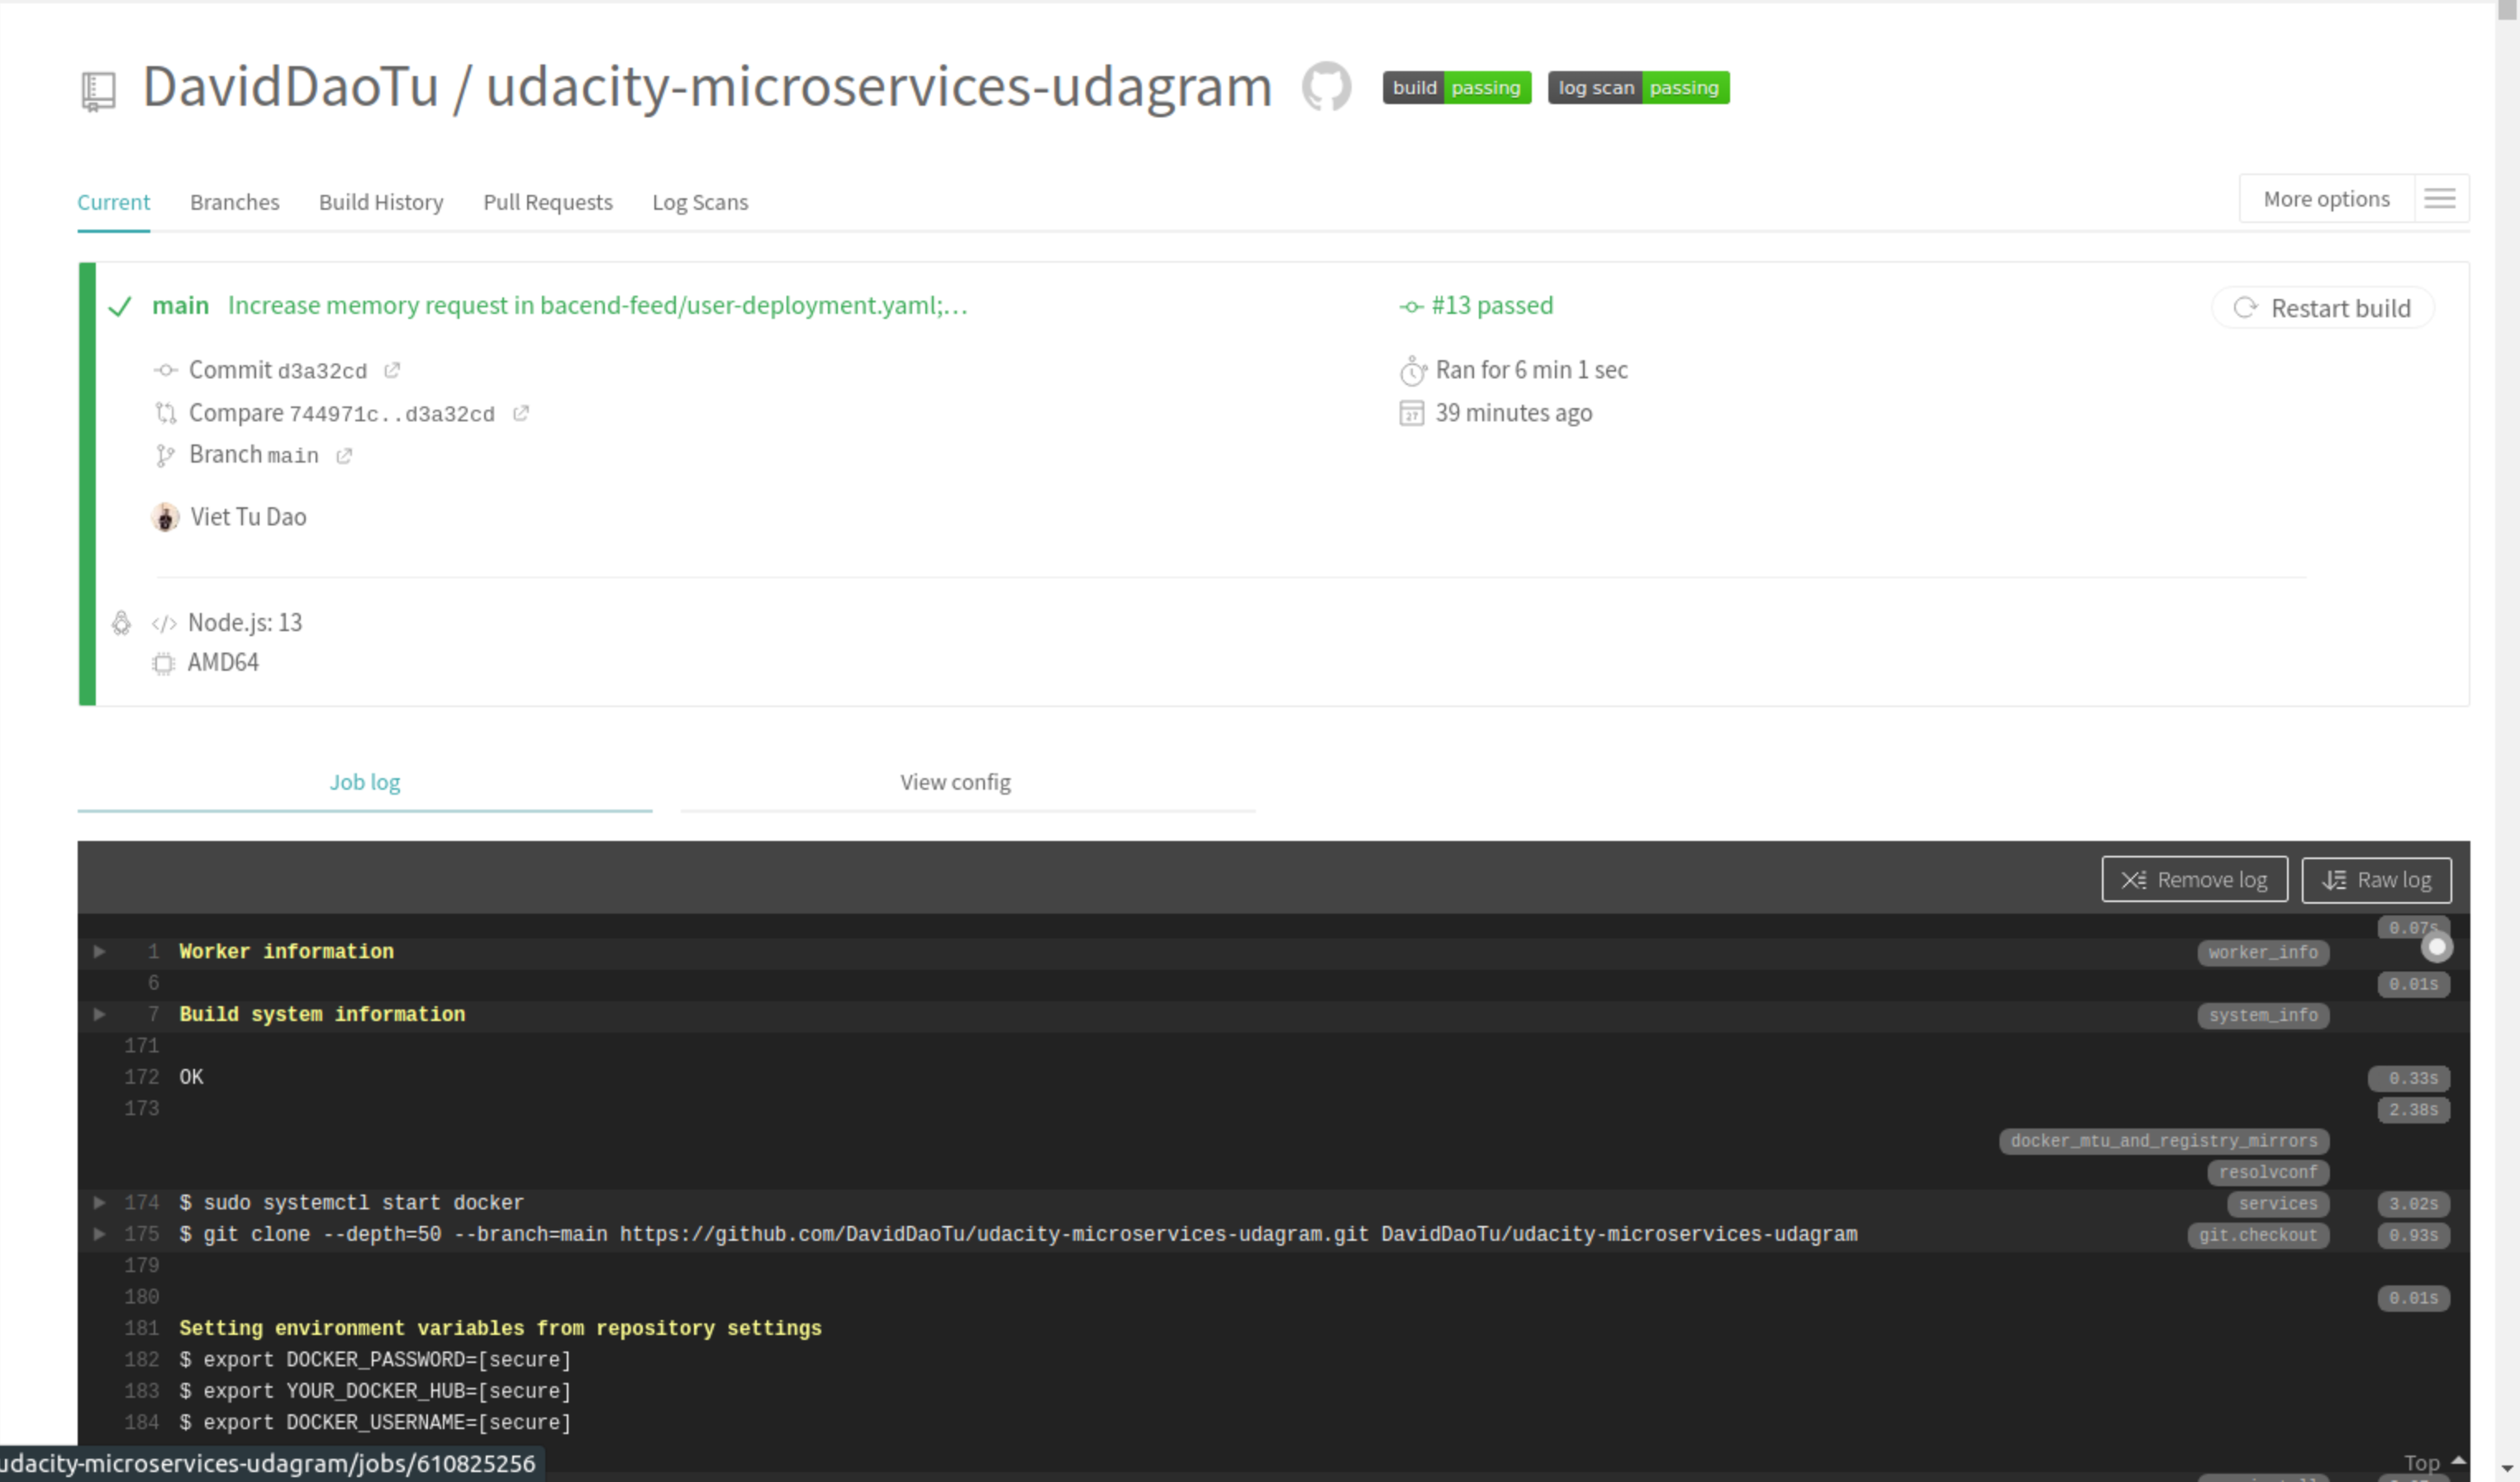 DavidDaoTu / udacity-microservices-udagram build passing log scan passing
Current Branches Build History Pull Requests Log Scans More options
main Increase memory request in bacend-feed/user-deployment.yaml;… #13 passed Restart build
Commit d3a32cd Ran for 6 min 1 sec
Compare 744971c..d3a32cd 39 minutes ago
Branch main
Viet Tu Dao
Node.js: 13
AMD64
Job log View config
Remove log Raw log
0.07s
1 Worker information worker_info
6 0.01s
7 Build system information system_info
171
172 OK 0.33s
173 2.38s
docker_mtu_and_registry_mirrors
resolvconf
174 $ sudo systemctl start docker services 3.02s
175 $ git clone --depth=50 --branch=main https://github.com/DavidDaoTu/udacity-microservices-udagram.git DavidDaoTu/udacity-microservices-udagram git.checkout 0.93s
179
180 0.01s
181 Setting environment variables from repository settings
182 $ export DOCKER_PASSWORD=[secure]
183 $ export YOUR_DOCKER_HUB=[secure]
184 $ export DOCKER_USERNAME=[secure]
udacity-microservices-udagram/jobs/610825256 Top